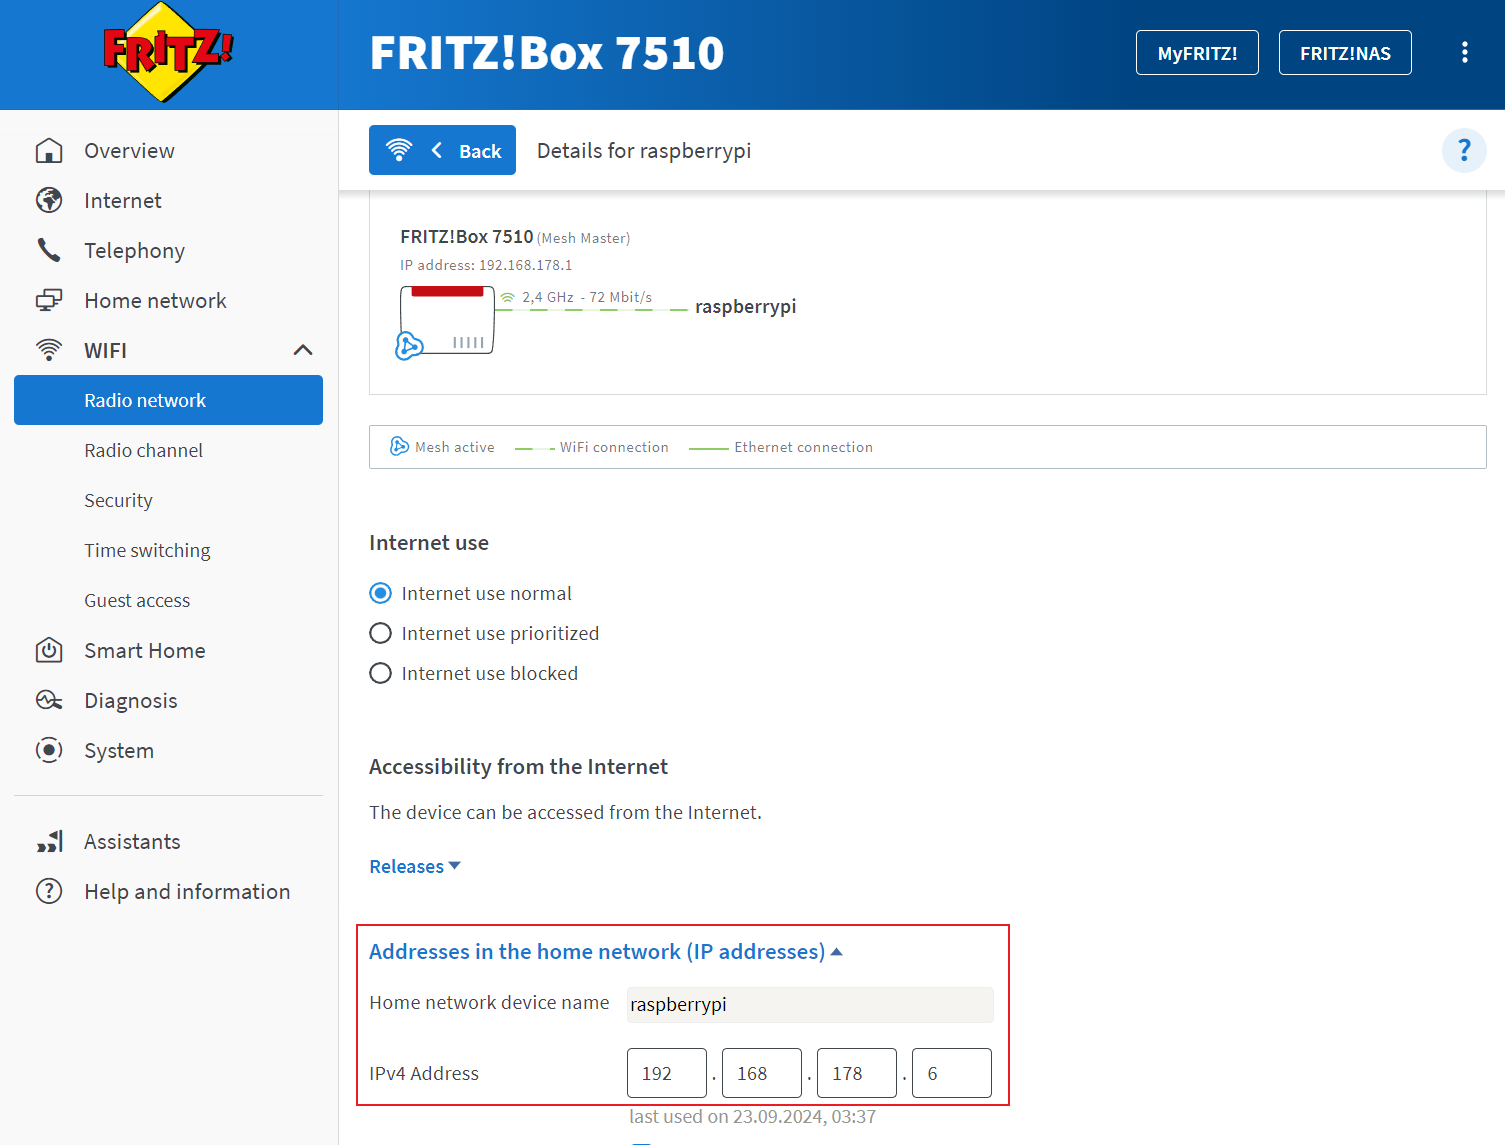 FRITZ!
FRITZ!Box 7510
MyFRITZ!
FRITZ!NAS
Overview
Internet
Telephony
Home network
WIFI
Radio network
Radio channel
Security
Time switching
Guest access
Smart Home
Diagnosis
System
Assistants
Help and information
Back
Details for raspberrypi
?
FRITZ!Box 7510 (Mesh Master)
IP address: 192.168.178.1
2,4 GHz - 72 Mbit/s
raspberrypi
Mesh active WiFi connection Ethernet connection
Internet use
Internet use normal
Internet use prioritized
Internet use blocked
Accessibility from the Internet
The device can be accessed from the Internet.
Releases
Addresses in the home network (IP addresses)
Home network device name raspberrypi
IPv4 Address 192 . 168 . 178 . 6
last used on 23.09.2024, 03:37